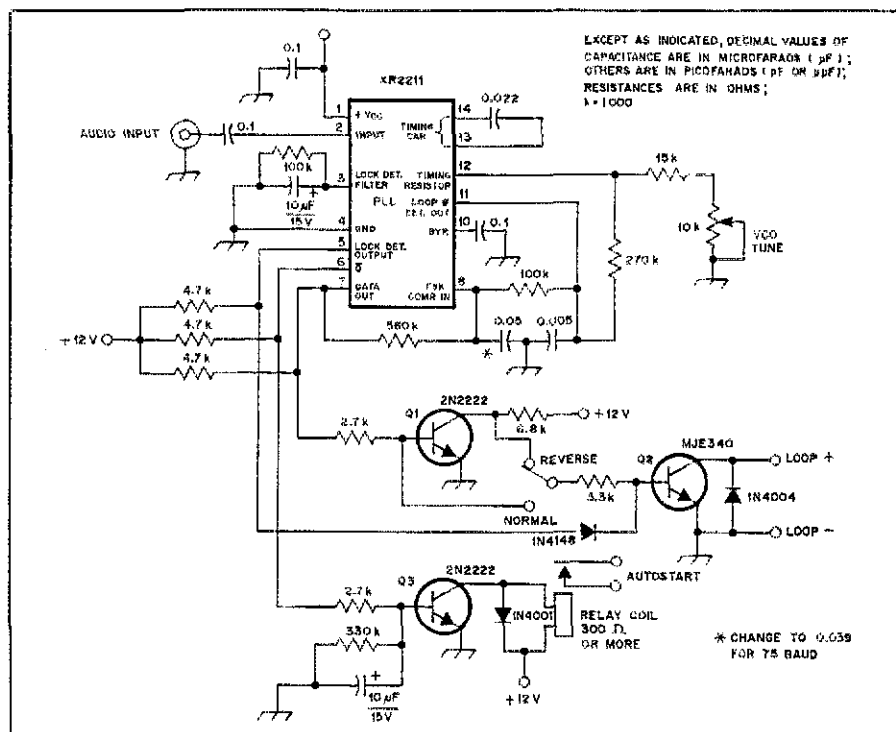 EXCEPT AS INDICATED, DECIMAL VALUES OF
CAPACITANCE ARE IN MICROFARADS ( µF ) ;
OTHERS ARE IN PICOFARADS ( pF OR µµF);
RESISTANCES ARE IN OHMS ;
k = 1000
0.1
XR2211
AUDIO INPUT
0.1
1
+ VCC
2
INPUT
TIMING
CAP.
14
13
0.022
100k
10 µF
15V
3
LOCK DET.
FILTER
PLL
TIMING
RESISTOR
12
LOOP Ø
DET. OUT
11
15k
10k
VCO
TUNE
270k
4
GND
10
0.1
5
LOCK DET.
OUTPUT
6
Q
7
DATA
OUT
FSK
COMP. IN
8
100k
560k
0.05
0.005
*
+12V
4.7k
4.7k
4.7k
2.7k
Q1
2N2222
6.8k
+12V
REVERSE
NORMAL
3.3k
Q2
MJE340
1N4148
1N4004
LOOP +
LOOP –
2.7k
Q3
2N2222
330k
10 µF
15V
1N4001
AUTOSTART
RELAY COIL
300 Ω
OR MORE
+12V
* CHANGE TO 0.039
FOR 75 BAUD